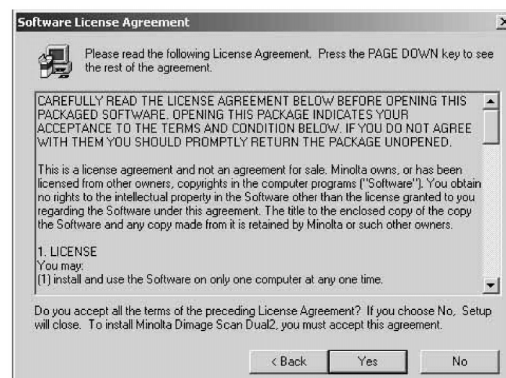 Software License Agreement
Please read the following License Agreement. Press the PAGE DOWN key to see
the rest of the agreement.
CAREFULLY READ THE LICENSE AGREEMENT BELOW BEFORE OPENING THIS
PACKAGED SOFTWARE. OPENING THIS PACKAGE INDICATES YOUR
ACCEPTANCE TO THE TERMS AND CONDITION BELOW. IF YOU DO NOT AGREE
WITH THEM YOU SHOULD PROMPTLY RETURN THE PACKAGE UNOPENED.
This is a license agreement and not an agreement for sale. Minolta owns, or has been
licensed from other owners, copyrights in the computer programs ("Software"). You obtain
no rights to the intellectual property in the Software other than the license granted to you
regarding the Software under this agreement. The title to the enclosed copy of the copy
the Software and any copy made from it is retained by Minolta or such other owners.
1. LICENSE
You may:
(1) install and use the Software on only one computer at any one time.
Do you accept all the terms of the preceding License Agreement? If you choose No, Setup
will close. To install Minolta Dimage Scan Dual2, you must accept this agreement.
< Back Yes No